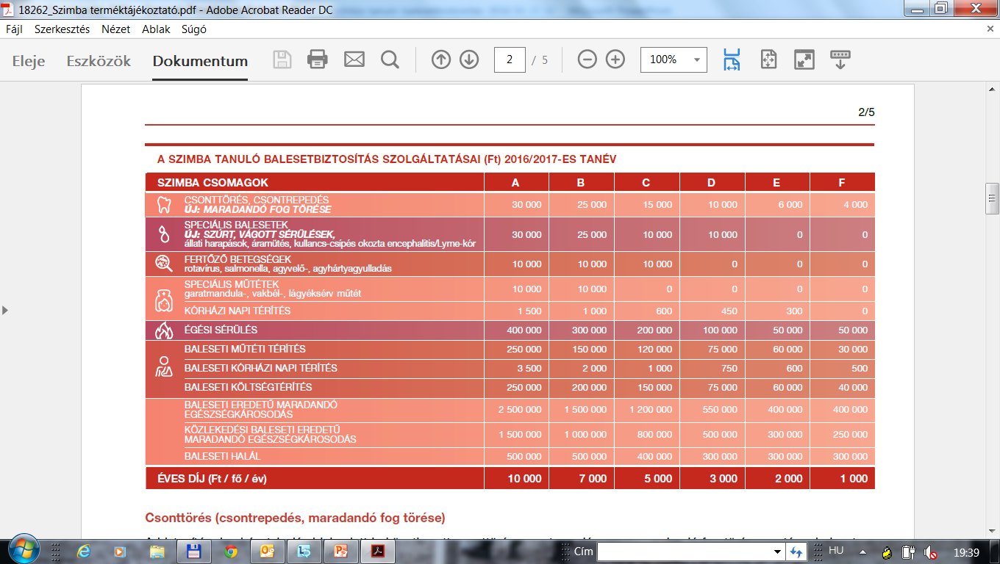 18262_Szimba terméktájékoztató.pdf - Adobe Acrobat Reader DC
Fájl Szerkesztés Nézet Ablak Súgó
Eleje Eszközök Dokumentum 2 / 5 100%
2/5
A SZIMBA TANULÓ BALESETBIZTOSÍTÁS SZOLGÁLTATÁSAI (Ft) 2016/2017-ES TANÉV
SZIMBA CSOMAGOK A B C D E F
CSONTTÖRÉS, CSONTREPEDÉS
ÚJ: MARADANDÓ FOG TÖRÉSE 30 000 25 000 15 000 10 000 6 000 4 000
SPECIÁLIS BALESETEK
ÚJ: SZÚRT, VÁGOTT SÉRÜLÉSEK,
állati harapások, áramütés, kullancs-csípés okozta encephalitis/Lyme-kór 30 000 25 000 10 000 10 000 0 0
FERTŐZŐ BETEGSÉGEK
rotavírus, salmonella, agyvelő-, agyhártyagyulladás 10 000 10 000 10 000 0 0 0
SPECIÁLIS MŰTÉTEK
garatmandula-, vakbél-, lágyéksérv műtét 10 000 10 000 0 0 0 0
KÓRHÁZI NAPI TÉRÍTÉS 1 500 1 000 600 450 300 0
ÉGÉSI SÉRÜLÉS 400 000 300 000 200 000 100 000 50 000 50 000
BALESETI MŰTÉTI TÉRÍTÉS 250 000 150 000 120 000 75 000 60 000 30 000
BALESETI KÓRHÁZI NAPI TÉRÍTÉS 3 500 2 000 1 000 750 600 500
BALESETI KÖLTSÉGTÉRÍTÉS 250 000 200 000 150 000 75 000 60 000 40 000
BALESETI EREDETŰ MARADANDÓ
EGÉSZSÉGKÁROSODÁS 2 500 000 1 500 000 1 200 000 550 000 400 000 400 000
KÖZLEKEDÉSI BALESETI EREDETŰ
MARADANDÓ EGÉSZSÉGKÁROSODÁS 1 500 000 1 000 000 800 000 500 000 300 000 250 000
BALESETI HALÁL 500 000 500 000 400 000 300 000 300 000 300 000
ÉVES DÍJ (Ft / fő / év) 10 000 7 000 5 000 3 000 2 000 1 000
Csonttörés (csontrepedés, maradandó fog törése)
Cím HU 19:39